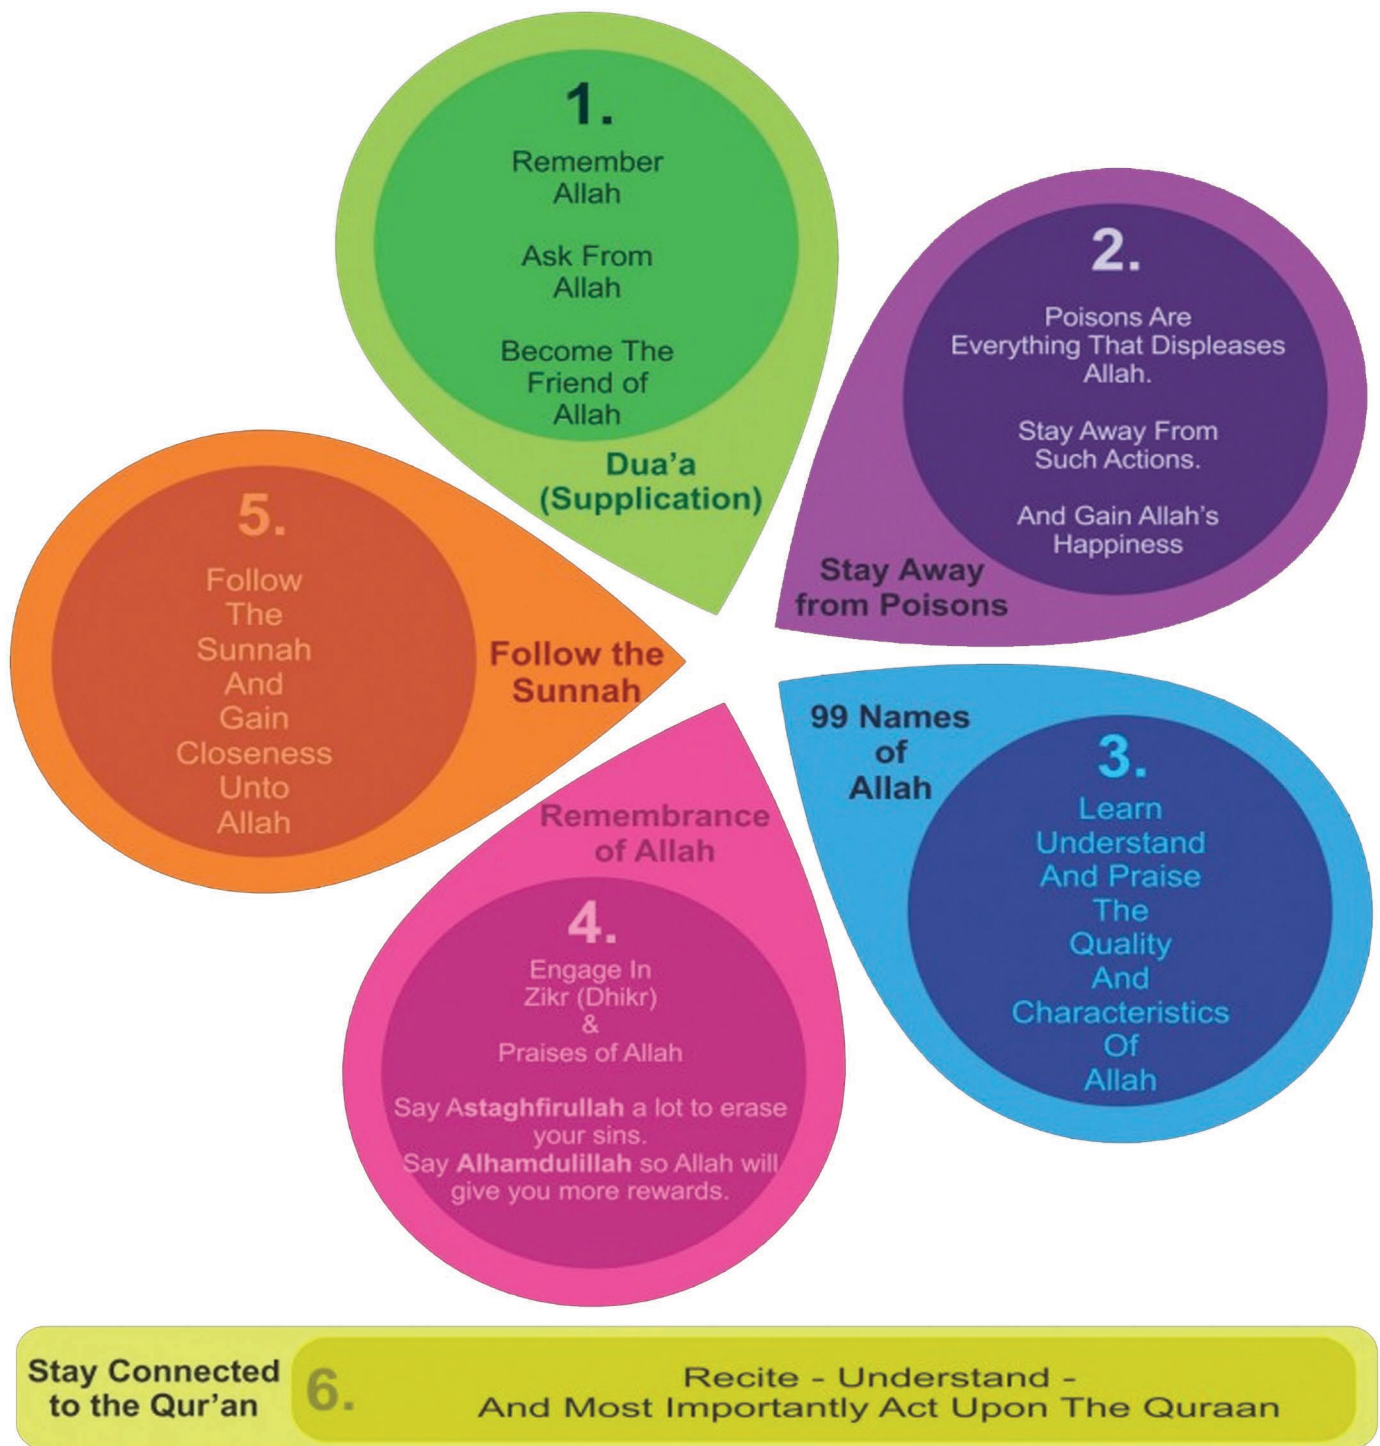 1.
Remember
Allah
Ask From
Allah
Become The
Friend of
Allah
Dua’a
(Supplication)
2.
Poisons Are
Everything That Displeases
Allah.
Stay Away From
Such Actions.
And Gain Allah’s
Happiness
Stay Away
from Poisons
99 Names
of
Allah
3.
Learn
Understand
And Praise
The
Quality
And
Characteristics
Of
Allah
Remembrance
of Allah
4.
Engage In
Zikr (Dhikr)
&
Praises of Allah
Say Astaghfirullah a lot to erase
your sins.
Say Alhamdulillah so Allah will
give you more rewards.
5.
Follow
The
Sunnah
And
Gain
Closeness
Unto
Allah
Follow the
Sunnah
Stay Connected
to the Qur’an
6.
Recite - Understand -
And Most Importantly Act Upon The Quraan